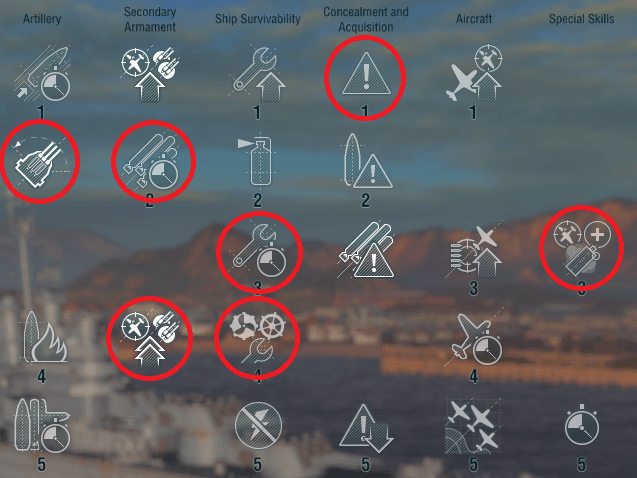 Artillery
Secondary
Armament
Ship Survivability
Concealment and
Acquisition
Aircraft
Special Skills
1 1 1 1
2 2 2
3 3 3
4 4 4
5 5 5 5 5